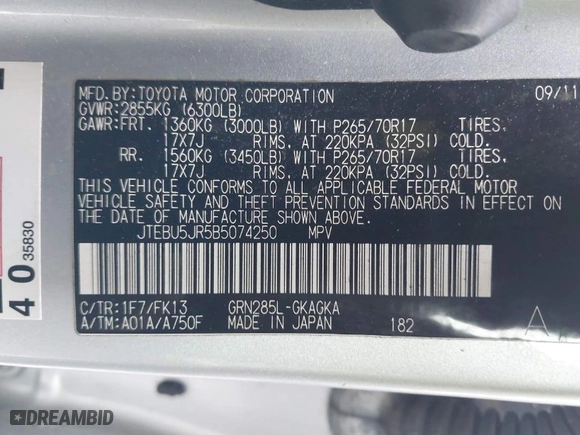 MFD. BY: TOYOTA MOTOR CORPORATION 09/11
GVWR: 2855KG (6300LB)
GAWR: FRT. 1360KG (3000LB) WITH P265/70R17 TIRES,
17X7J RIMS, AT 220KPA (32PSI) COLD.
RR. 1560KG (3450LB) WITH P265/70R17 TIRES,
17X7J RIMS, AT 220KPA (32PSI) COLD.
THIS VEHICLE CONFORMS TO ALL APPLICABLE FEDERAL MOTOR
VEHICLE SAFETY AND THEFT PREVENTION STANDARDS IN EFFECT ON
THE DATE OF MANUFACTURE SHOWN ABOVE.
JTEBU5JR5B5074250 MPV
C/TR: 1F7/FK13 GRN285L-GKAGKA
A/TM: A01A/A750F MADE IN JAPAN 182
A
40 35830
DREAMBID